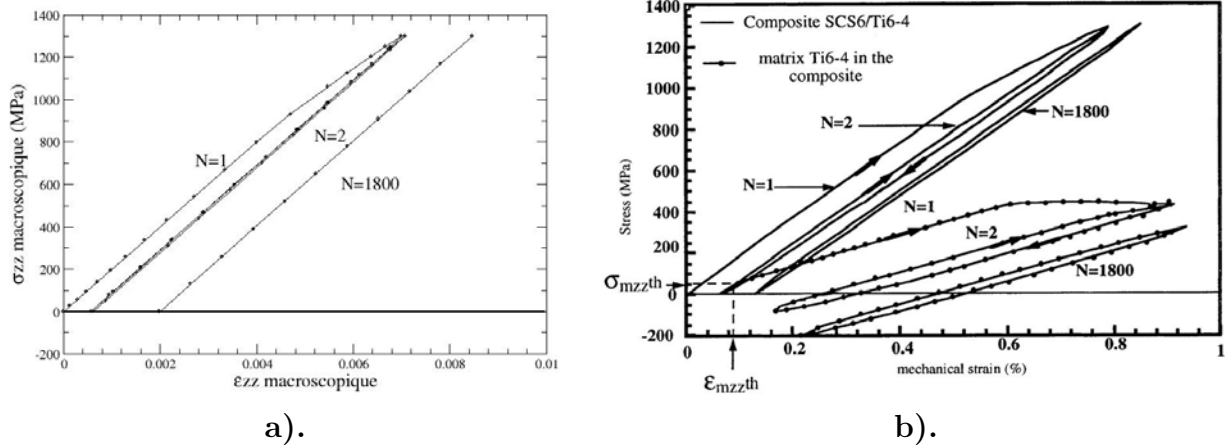 1400
1200
1000
800
600
400
200
0
-200
σzz macroscopique (MPa)
N=1
N=2
N=1800
0
0.002
0.004
0.006
0.008
0.01
εzz macroscopique
a).
1400
1200
1000
800
600
400
200
0
-200
Stress (MPa)
Composite SCS6/Ti6-4
matrix Ti6-4 in the
composite
N=2
N=1800
N=1
N=1
N=2
N=1800
σmzzth
0
0.2
0.4
0.6
0.8
1
mechanical strain (%)
εmzzth
b).